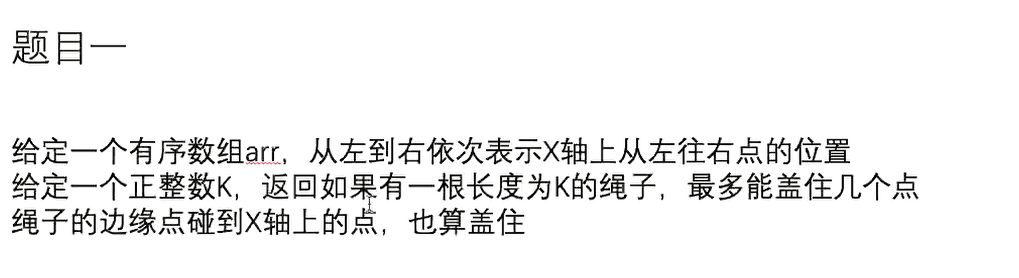 题目一
给定一个有序数组arr，从左到右依次表示X轴上从左往右点的位置
给定一个正整数K，返回如果有一根长度为K的绳子，最多能盖住几个点
绳子的边缘点碰到X轴上的点，也算盖住